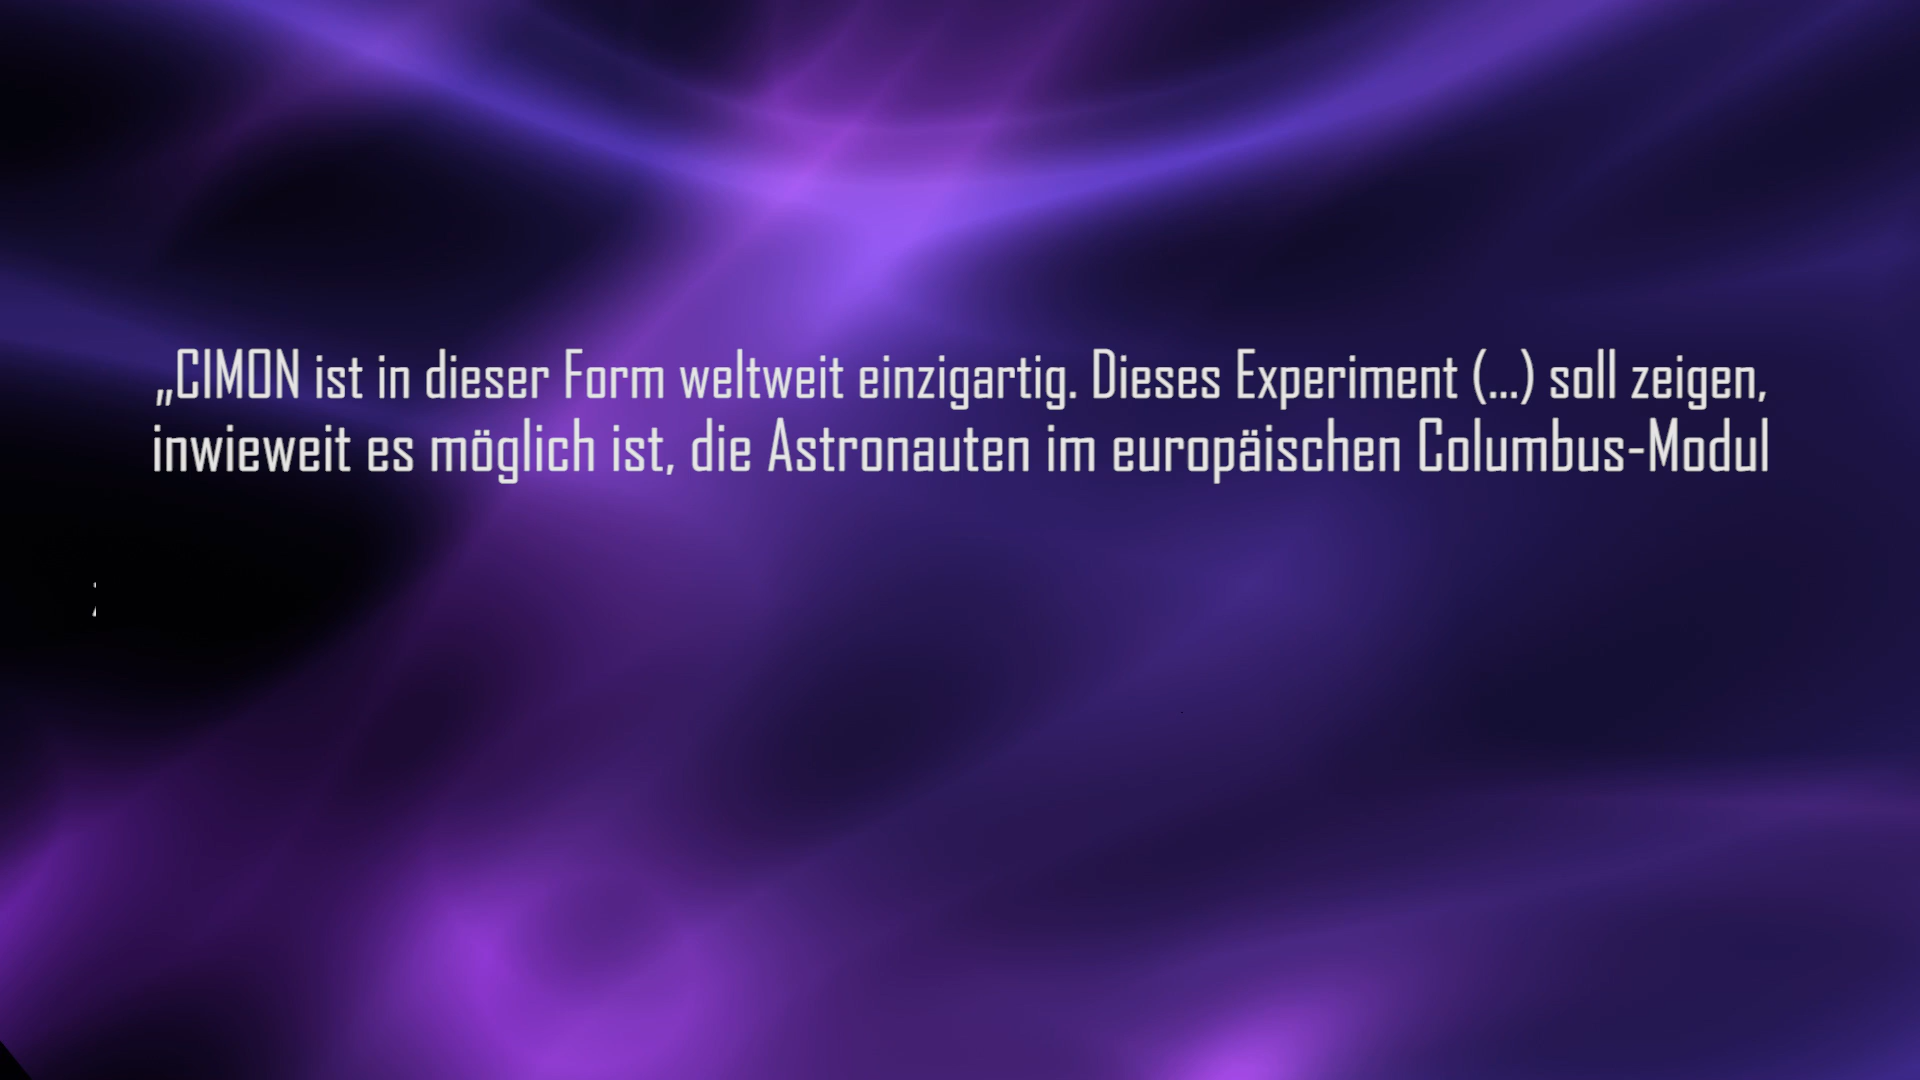 „CIMON ist in dieser Form weltweit einzigartig. Dieses Experiment (...) soll zeigen,
inwieweit es möglich ist, die Astronauten im europäischen Columbus-Modul